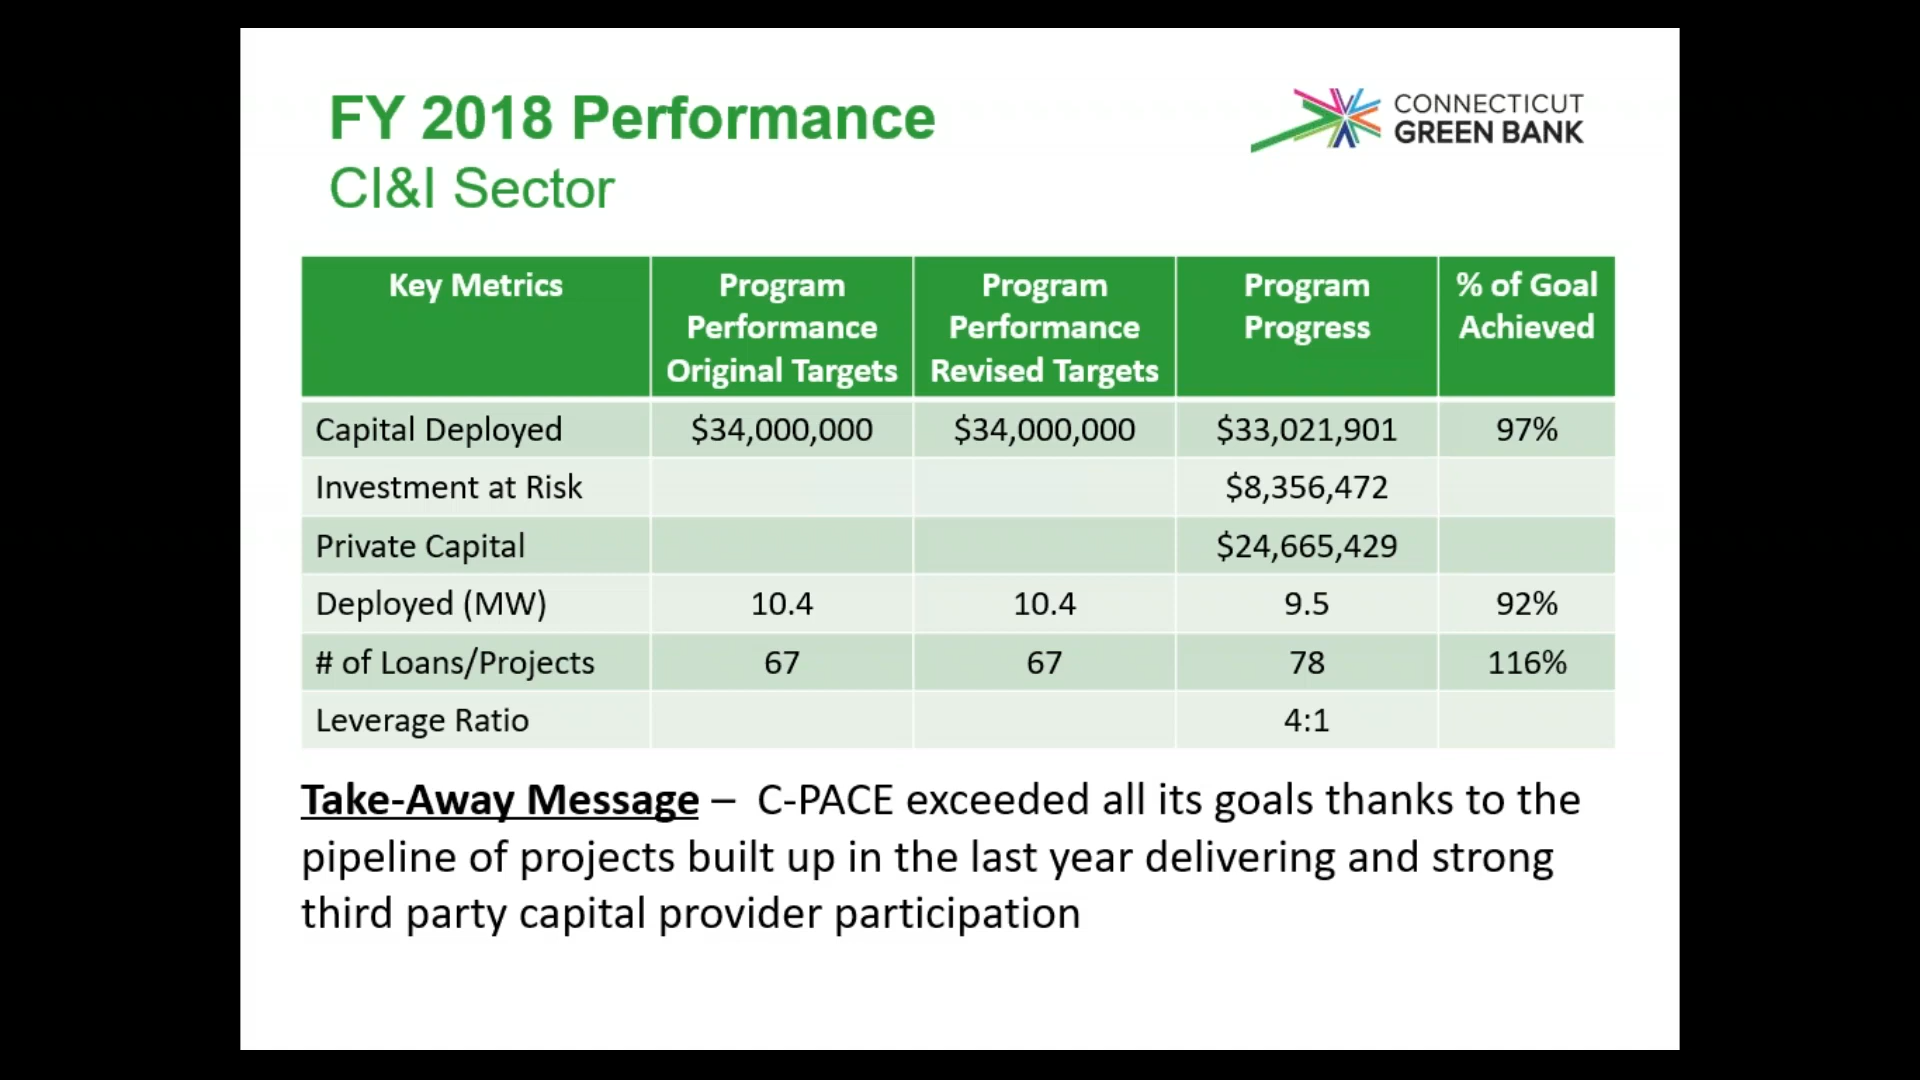 FY 2018 Performance
CI&I Sector
CONNECTICUT
GREEN BANK
Key Metrics Program Performance Original Targets Program Performance Revised Targets Program Progress % of Goal Achieved
Capital Deployed $34,000,000 $34,000,000 $33,021,901 97%
Investment at Risk $8,356,472
Private Capital $24,665,429
Deployed (MW) 10.4 10.4 9.5 92%
# of Loans/Projects 67 67 78 116%
Leverage Ratio 4:1
Take-Away Message – C-PACE exceeded all its goals thanks to the
pipeline of projects built up in the last year delivering and strong
third party capital provider participation